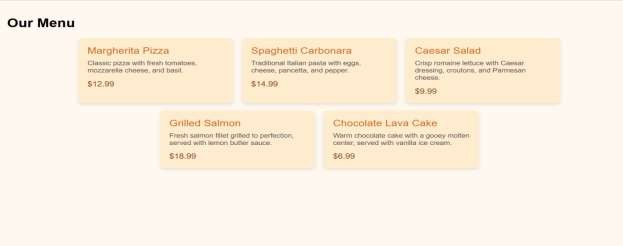 Our Menu
Margherita Pizza
Classic pizza with fresh tomatoes,
mozzarella cheese, and basil.
$12.99
Spaghetti Carbonara
Traditional Italian pasta with eggs,
cheese, pancetta, and pepper.
$14.99
Caesar Salad
Crisp romaine lettuce with Caesar
dressing, croutons, and Parmesan
cheese.
$9.99
Grilled Salmon
Fresh salmon fillet grilled to perfection,
served with lemon butter sauce.
$18.99
Chocolate Lava Cake
Warm chocolate cake with a gooey molten
center, served with vanilla ice cream.
$6.99